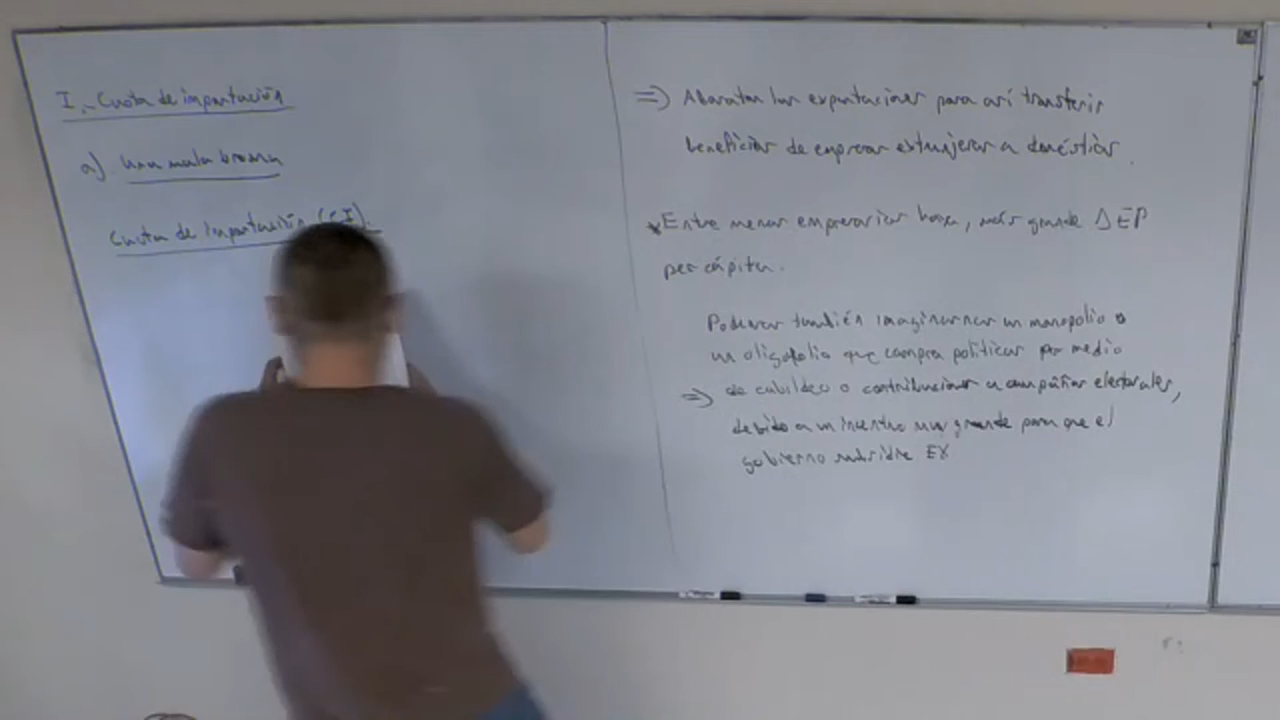 I.- Cuota de importación
a) Una mala broma
Cuota de importación (CI).
=> Abaratan las exportaciones para así transferir
beneficios de empresas extranjeras a domésticas.
* Entre menos empresarios haya, más grande Δ EP
per cápita.
Podemos también imaginarnos un monopolio o
un oligopolio que compra políticos por medio
=> de cabildeo o contribuciones a campañas electorales,
debido a un incentivo muy grande para que el
gobierno subsidie EX